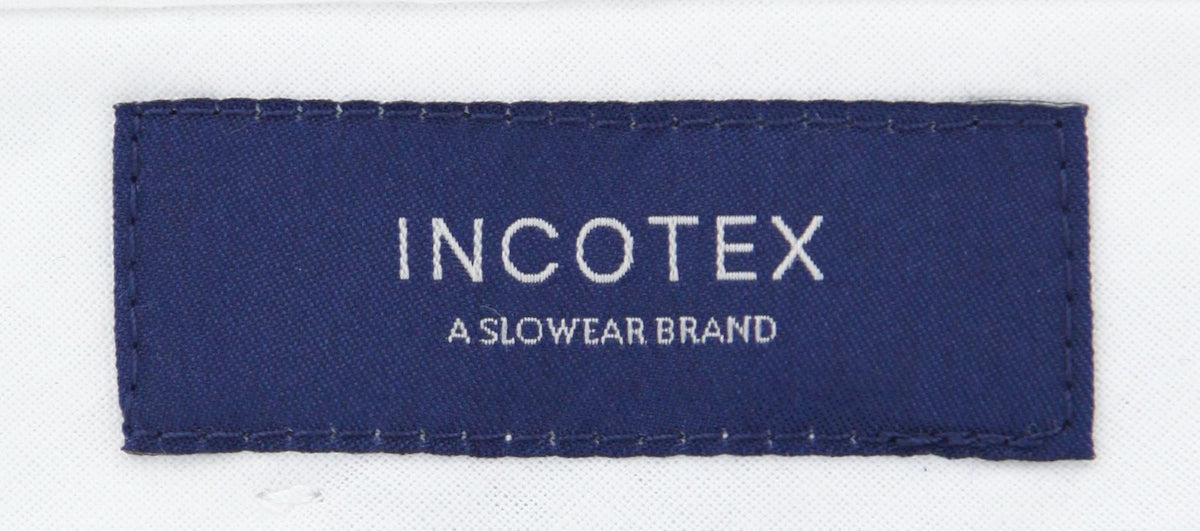 INCOTEX
A SLOWEAR BRAND